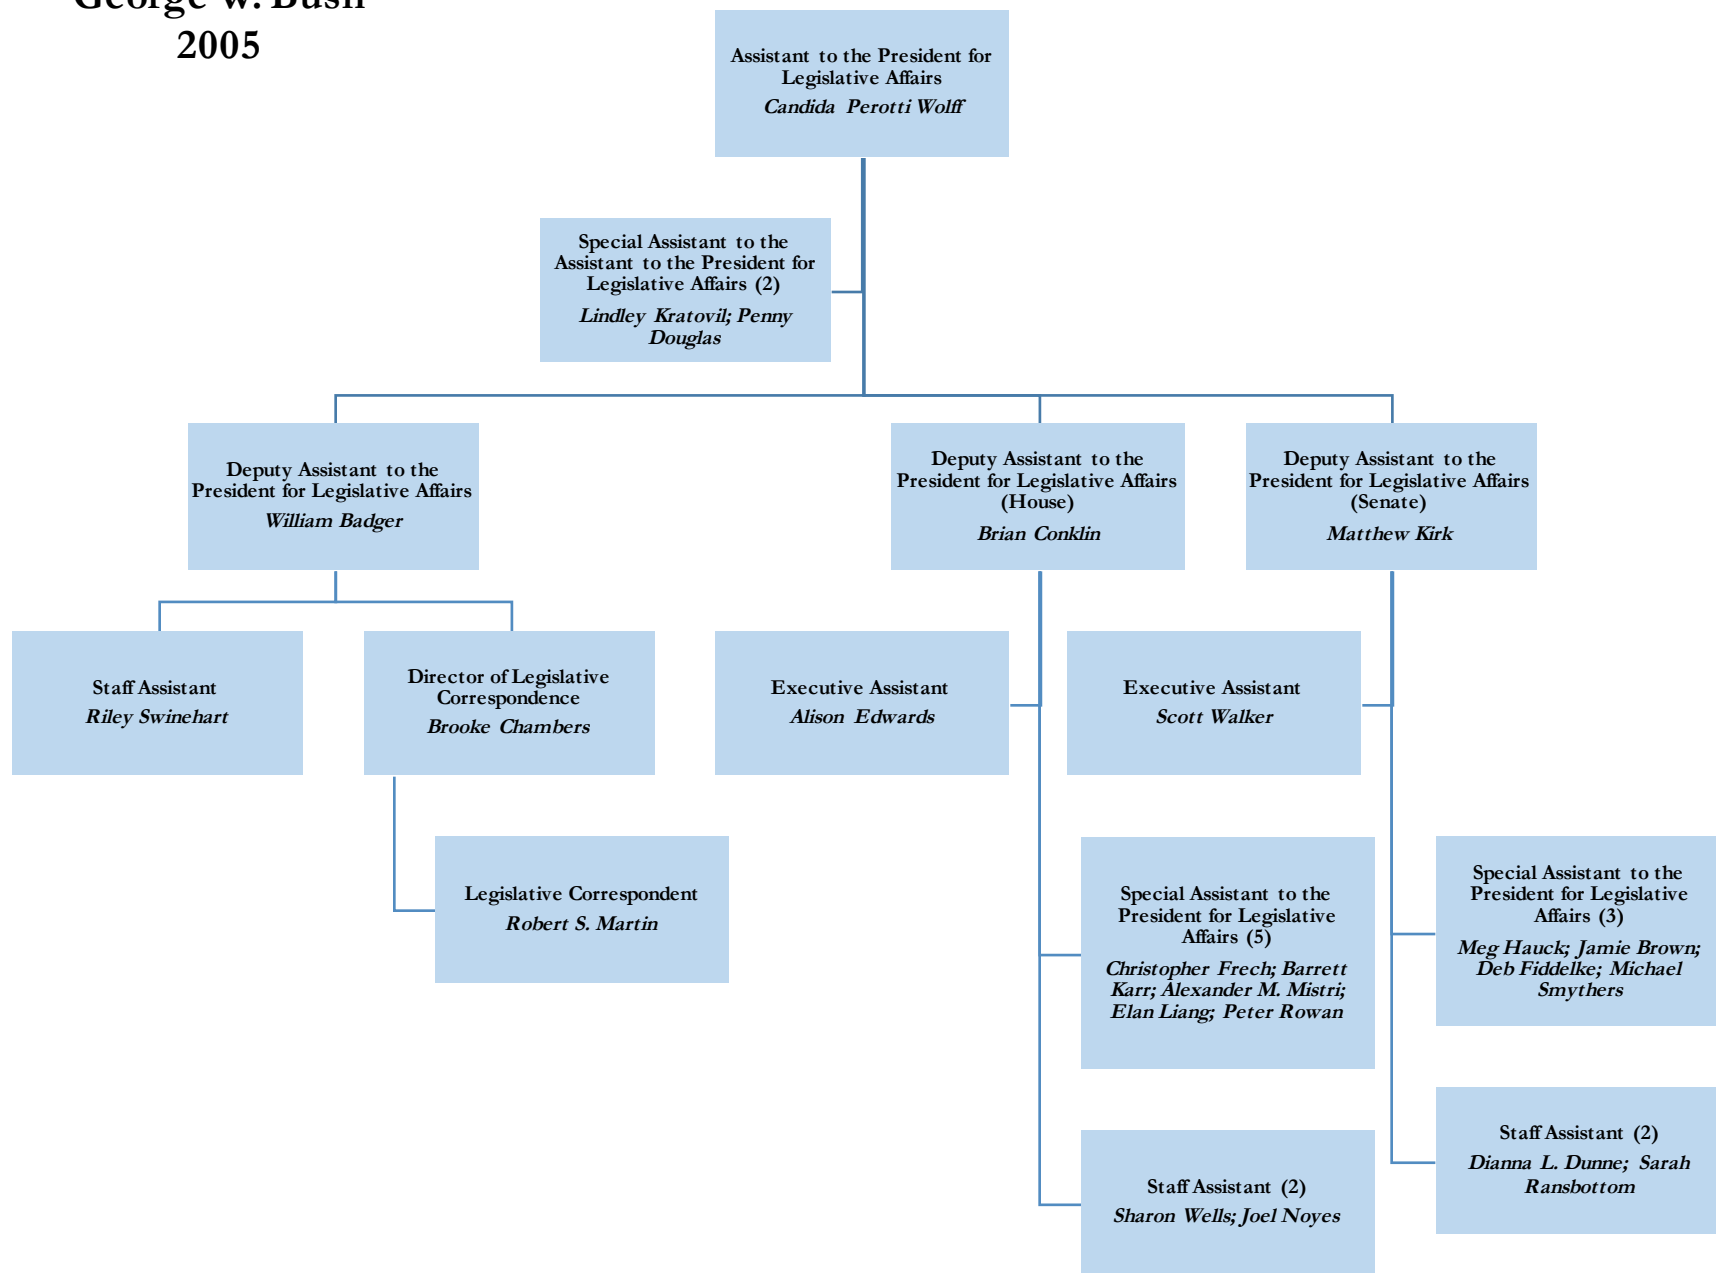 George W. Bush
2005
Assistant to the President for
Legislative Affairs
Candida Perotti Wolff
Special Assistant to the
Assistant to the President for
Legislative Affairs (2)
Lindley Kratovil; Penny
Douglas
Deputy Assistant to the
President for Legislative Affairs
William Badger
Deputy Assistant to the
President for Legislative Affairs
(House)
Brian Conklin
Deputy Assistant to the
President for Legislative Affairs
(Senate)
Matthew Kirk
Staff Assistant
Riley Swinehart
Director of Legislative
Correspondence
Brooke Chambers
Executive Assistant
Alison Edwards
Executive Assistant
Scott Walker
Legislative Correspondent
Robert S. Martin
Special Assistant to the
President for Legislative
Affairs (5)
Christopher Frech; Barrett
Karr; Alexander M. Mistri;
Elan Liang; Peter Rowan
Special Assistant to the
President for Legislative
Affairs (3)
Meg Hauck; Jamie Brown;
Deb Fiddelke; Michael
Smythers
Staff Assistant (2)
Sharon Wells; Joel Noyes
Staff Assistant (2)
Dianna L. Dunne; Sarah
Ransbottom